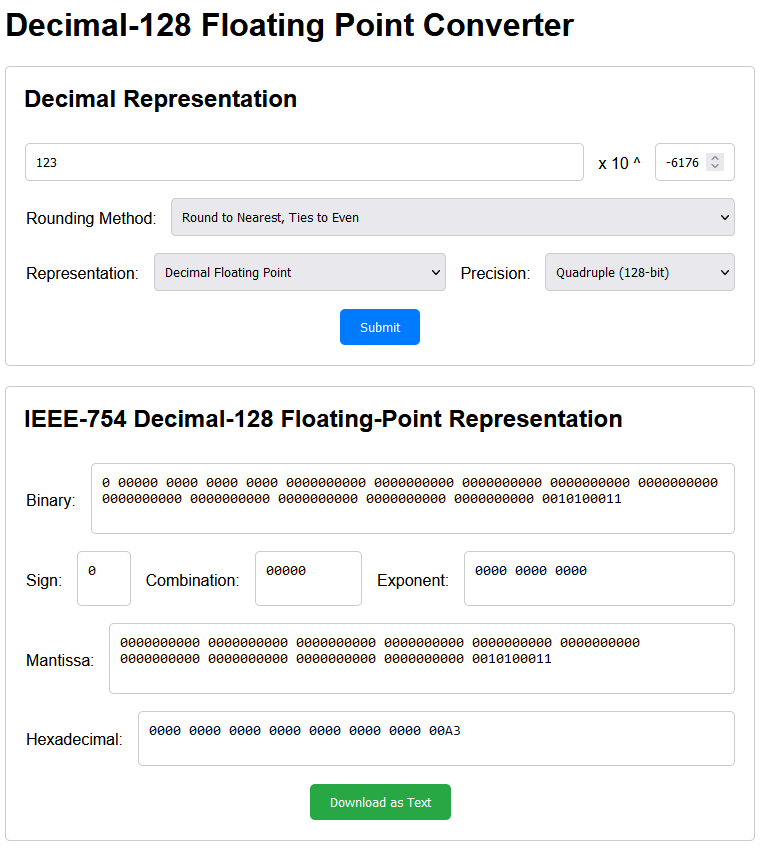 Decimal-128 Floating Point Converter
Decimal Representation
123 x 10 ^ -6176
Rounding Method: Round to Nearest, Ties to Even
Representation: Decimal Floating Point Precision: Quadruple (128-bit)
Submit
IEEE-754 Decimal-128 Floating-Point Representation
Binary: 0 00000 0000 0000 0000 0000000000 0000000000 0000000000 0000000000 0000000000
0000000000 0000000000 0000000000 0000000000 0000000000 0010100011
Sign: 0 Combination: 00000 Exponent: 0000 0000 0000
Mantissa: 0000000000 0000000000 0000000000 0000000000 0000000000 0000000000
0000000000 0000000000 0000000000 0000000000 0010100011
Hexadecimal: 0000 0000 0000 0000 0000 0000 0000 00A3
Download as Text